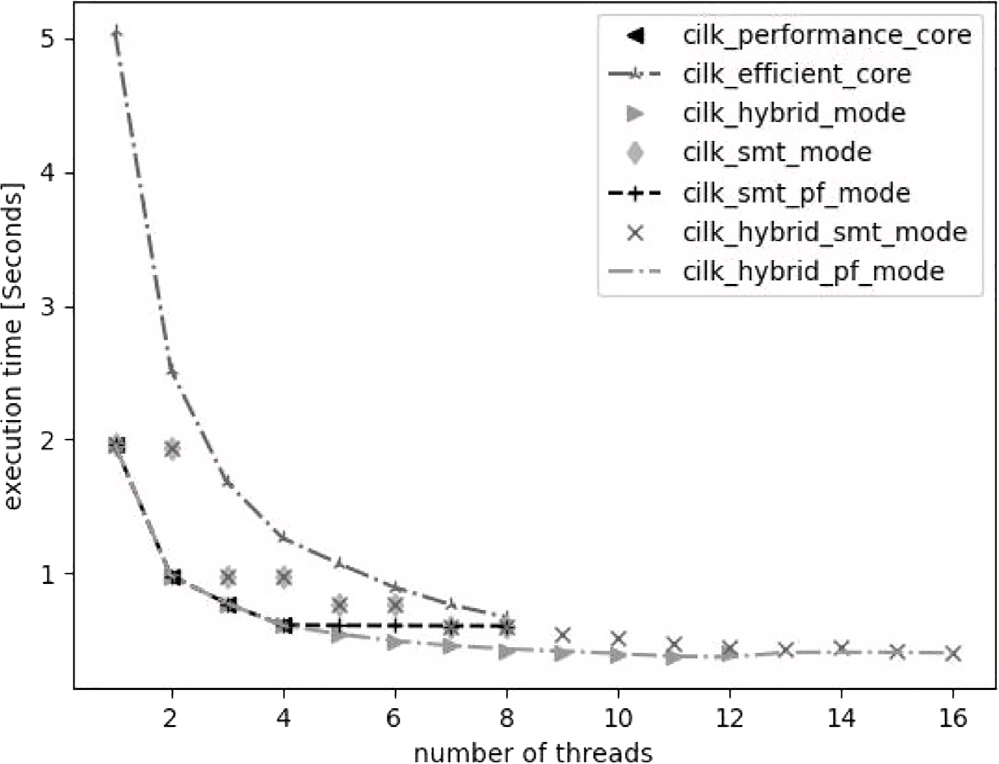 cilk_performance_core
cilk_efficient_core
cilk_hybrid_mode
cilk_smt_mode
cilk_smt_pf_mode
cilk_hybrid_smt_mode
cilk_hybrid_pf_mode
execution time [Seconds]
5
4
3
2
1
2 4 6 8 10 12 14 16
number of threads